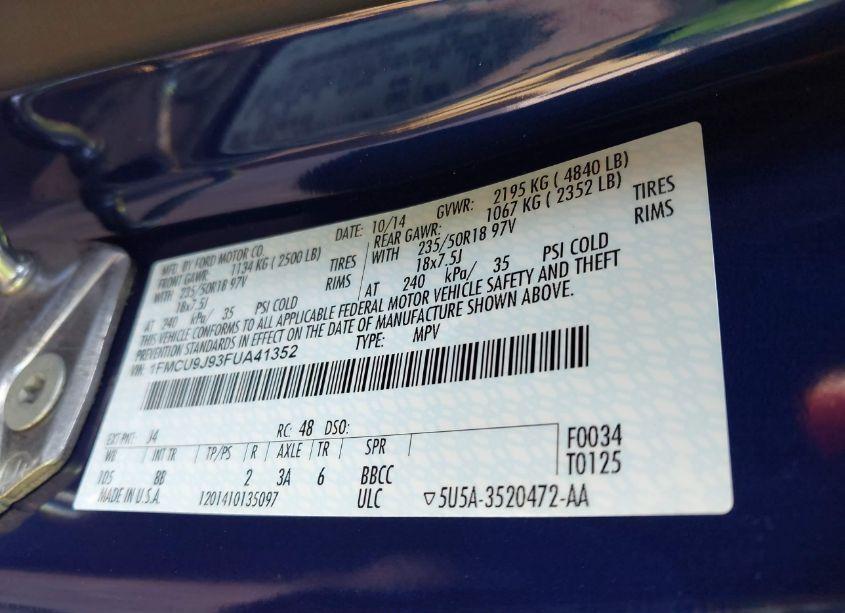 MFD. BY FORD MOTOR CO. DATE: 10/14 GVWR: 2195 KG ( 4840 LB)
FRONT GAWR: 1134 KG ( 2500 LB) REAR GAWR: 1067 KG ( 2352 LB)
WITH 235/50R18 97V TIRES WITH 235/50R18 97V TIRES
18x7.5J RIMS 18x7.5J RIMS
AT 240 kPa/ 35 PSI COLD AT 240 kPa/ 35 PSI COLD
THIS VEHICLE CONFORMS TO ALL APPLICABLE FEDERAL MOTOR VEHICLE SAFETY AND THEFT
PREVENTION STANDARDS IN EFFECT ON THE DATE OF MANUFACTURE SHOWN ABOVE.
VIN: 1FMCU9J93FUA41352 TYPE: MPV
EXT PNT: J4 RC: 48 DSO:
WB INT TR TP/PS R AXLE TR SPR F0034
105 BB 2 3A 6 BBCC T0125
MADE IN U.S.A. 1201410135097 ULC ▽5U5A-3520472-AA